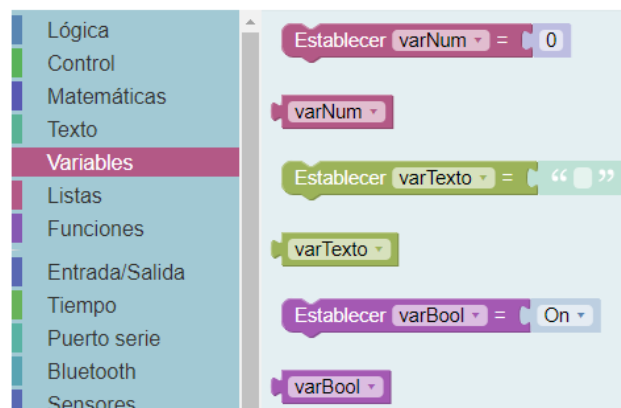 Lógica
Control
Matemáticas
Texto
Variables
Listas
Funciones
Entrada/Salida
Tiempo
Puerto serie
Bluetooth
Sensores
Establecer varNum = 0
varNum
Establecer varTexto = “ ”
varTexto
Establecer varBool = On
varBool